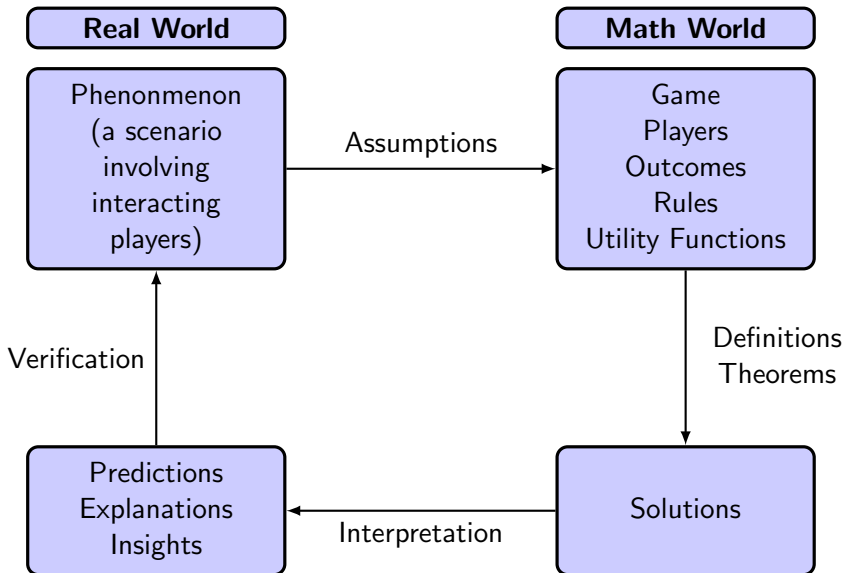 Real World
Math World
Phenonmenon
(a scenario
involving
interacting
players)
Assumptions
Game
Players
Outcomes
Rules
Utility Functions
Verification
Definitions
Theorems
Predictions
Explanations
Insights
Interpretation
Solutions